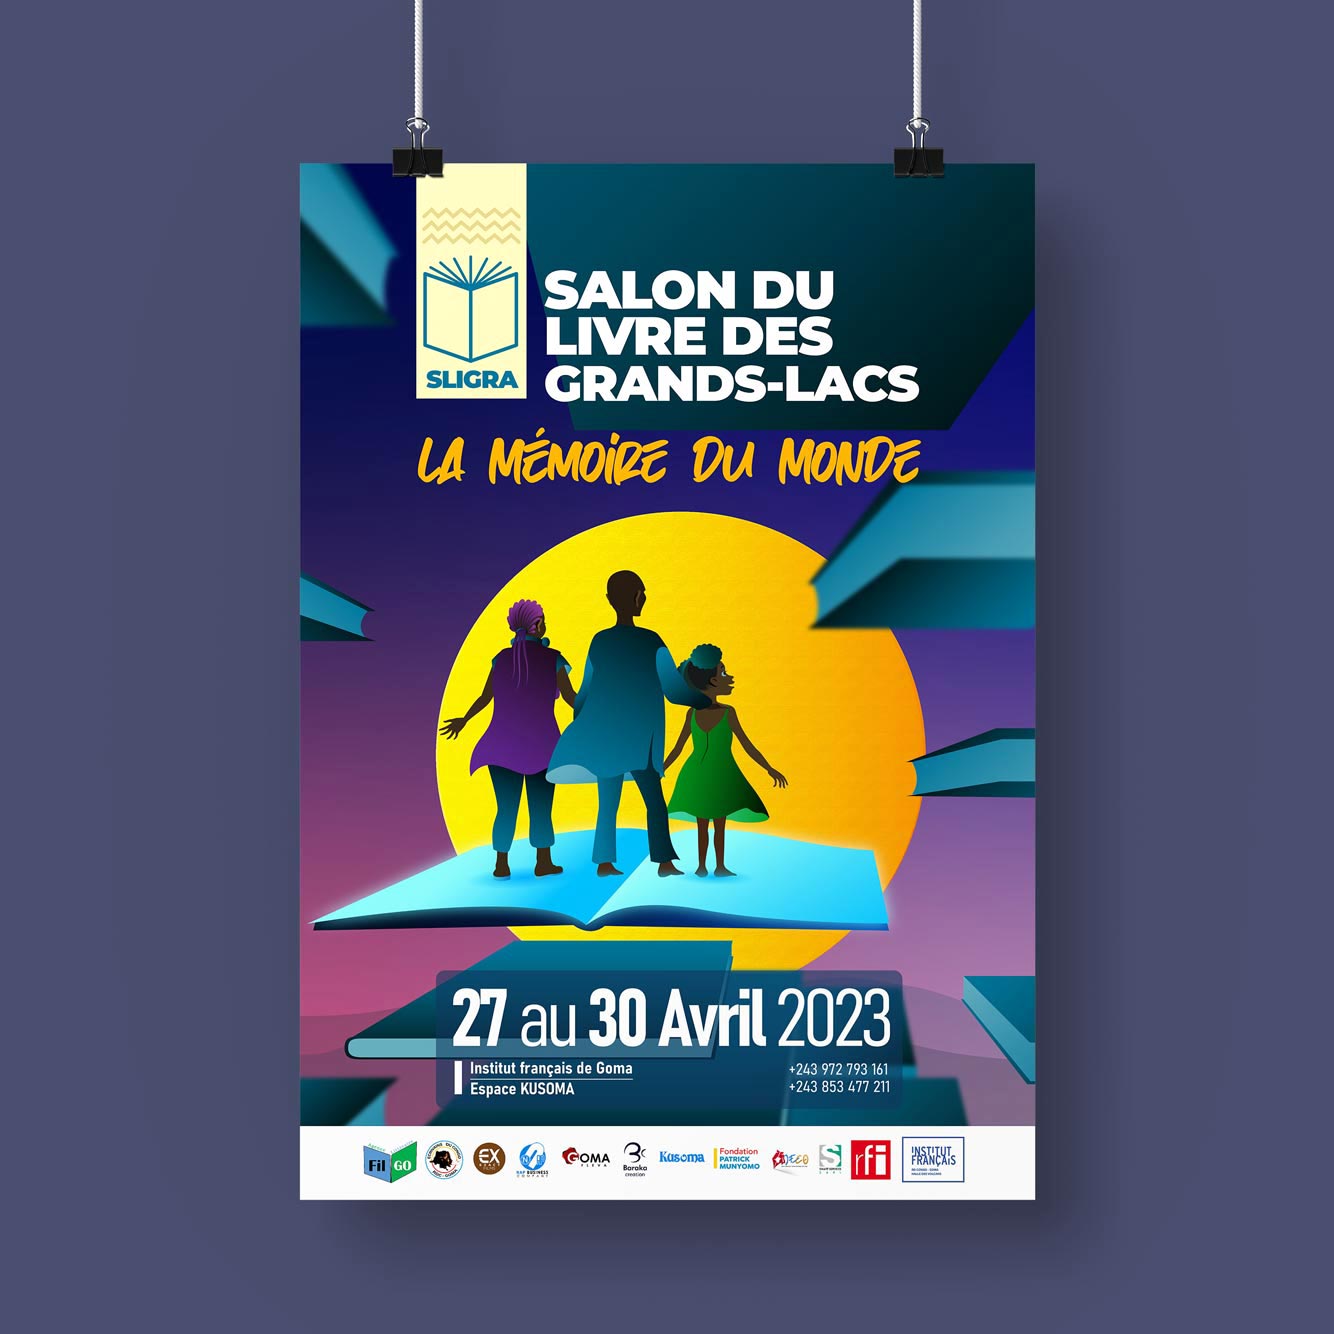 SLIGRA
SALON DU
LIVRE DES
GRANDS-LACS
LA MÉMOIRE DU MONDE
27 au 30 Avril 2023
Institut français de Goma
Espace KUSOMA
+243 972 793 161
+243 853 477 211
Fil GO
EX
GOMA
Baraka
creation
Kusoma
Fondation
PATRICK
MUNYOMO
rfi
INSTITUT
FRANÇAIS